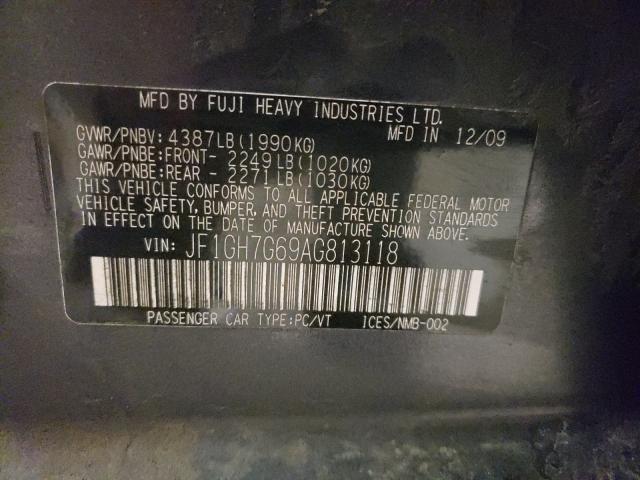 MFD BY FUJI HEAVY INDUSTRIES LTD.
GVWR/PNBV: 4387LB(1990KG) MFD IN 12/09
GAWR/PNBE:FRONT- 2249LB(1020KG)
GAWR/PNBE:REAR - 2271LB(1030KG)
THIS VEHICLE CONFORMS TO ALL APPLICABLE FEDERAL MOTOR
VEHICLE SAFETY, BUMPER, AND THEFT PREVENTION STANDARDS
IN EFFECT ON THE DATE OF MANUFACTURE SHOWN ABOVE.
VIN: JF1GH7G69AG813118
PASSENGER CAR TYPE:PC/VT ICES/NMB-002